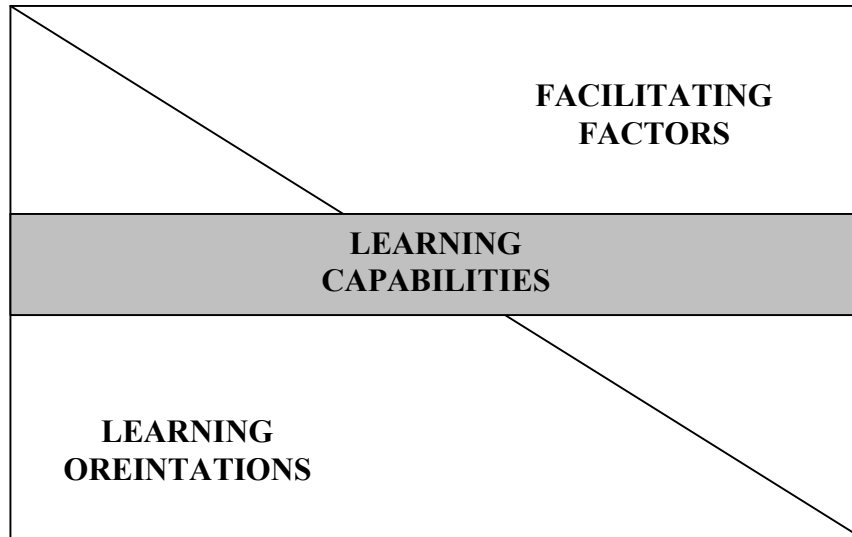 FACILITATING
FACTORS
LEARNING
CAPABILITIES
LEARNING
OREINTATIONS